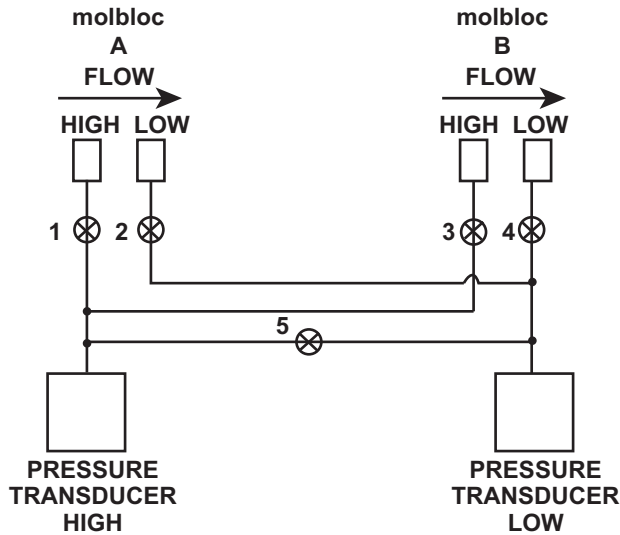 molbloc
A
FLOW
HIGH LOW
molbloc
B
FLOW
HIGH LOW
1
2
3
4
5
PRESSURE
TRANSDUCER
HIGH
PRESSURE
TRANSDUCER
LOW